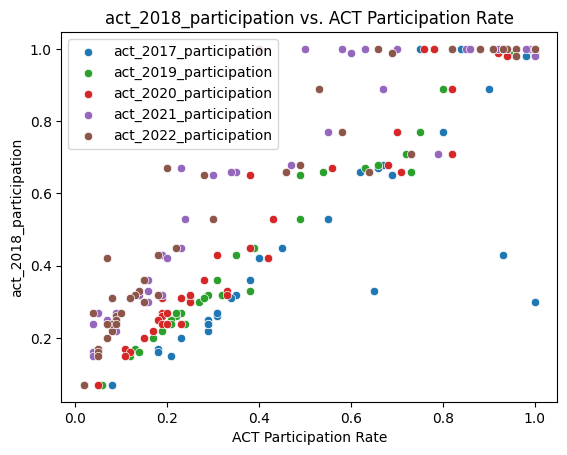 act_2018_participation vs. ACT Participation Rate
act_2017_participation
act_2019_participation
act_2020_participation
act_2021_participation
act_2022_participation
1.0
0.8
0.6
0.4
0.2
act_2018_participation
0.0 0.2 0.4 0.6 0.8 1.0
ACT Participation Rate